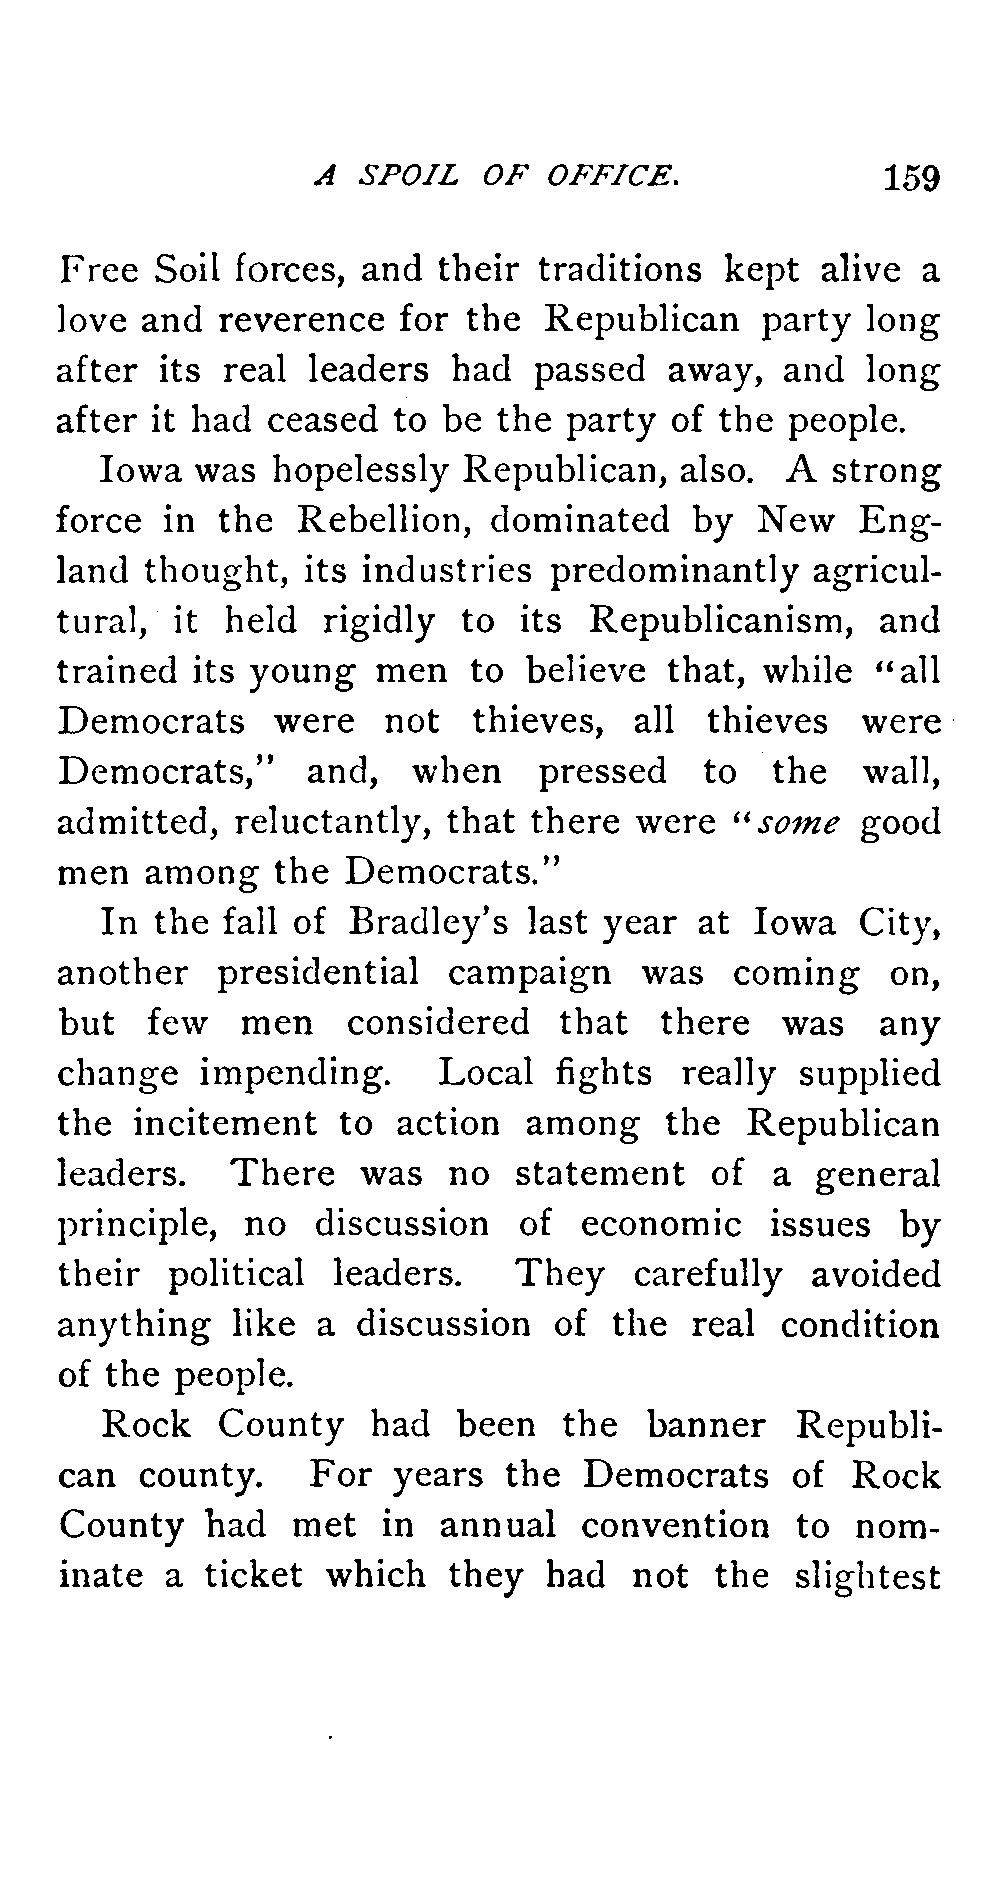 A SPOIL OF OFFICE. 159
Free Soil forces, and their traditions kept alive a
love and reverence for the Republican party long
after its real leaders had passed away, and long
after it had ceased to be the party of the people.
Iowa was hopelessly Republican, also. A strong
force in the Rebellion, dominated by New Eng-
land thought, its industries predominantly agricul-
tural, it held rigidly to its Republicanism, and
trained its young men to believe that, while “all
Democrats were not thieves, all thieves were
Democrats,” and, when pressed to the wall,
admitted, reluctantly, that there were “some good
men among the Democrats.”
In the fall of Bradley’s last year at Iowa City,
another presidential campaign was coming on,
but few men considered that there was any
change impending. Local fights really supplied
the incitement to action among the Republican
leaders. There was no statement of a general
principle, no discussion of economic issues by
their political leaders. They carefully avoided
anything like a discussion of the real condition
of the people.
Rock County had been the banner Republi-
can county. For years the Democrats of Rock
County had met in annual convention to nom-
inate a ticket which they had not the slightest